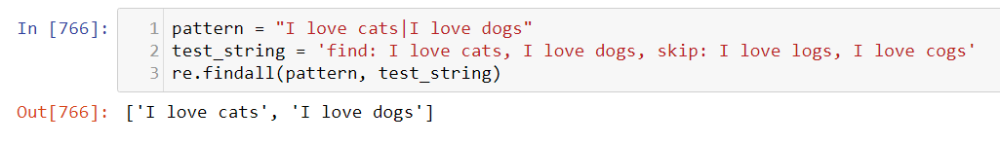 In [766]: 1 pattern = "I love cats|I love dogs"
2 test_string = 'find: I love cats, I love dogs, skip: I love logs, I love cogs'
3 re.findall(pattern, test_string)
Out[766]: ['I love cats', 'I love dogs']